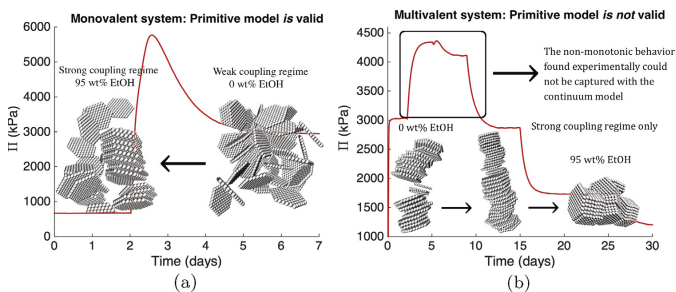 Monovalent system: Primitive model is valid
6000
5000
4000
3000
2000
1000
0
Π (kPa)
Strong coupling regime
95 wt% EtOH
Weak coupling regime
0 wt% EtOH
0 1 2 3 4 5 6 7
Time (days)
(a)
Multivalent system: Primitive model is not valid
4500
4000
3500
3000
2500
2000
1500
1000
Π (kPa)
The non-monotonic behavior
found experimentally could
not be captured with the
continuum model
0 wt% EtOH
Strong coupling regime only
95 wt% EtOH
0 5 10 15 20 25 30
Time (days)
(b)